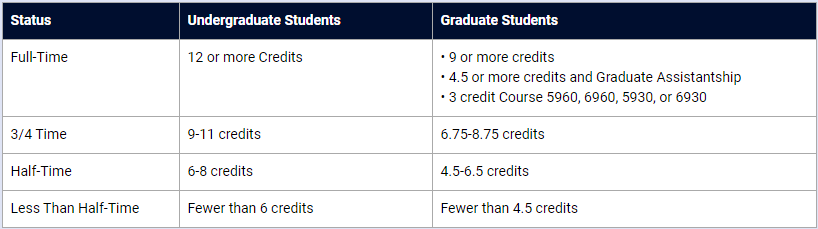 Status Undergraduate Students Graduate Students
Full-Time 12 or more Credits • 9 or more credits
• 4.5 or more credits and Graduate Assistantship
• 3 credit Course 5960, 6960, 5930, or 6930
3/4 Time 9-11 credits 6.75-8.75 credits
Half-Time 6-8 credits 4.5-6.5 credits
Less Than Half-Time Fewer than 6 credits Fewer than 4.5 credits